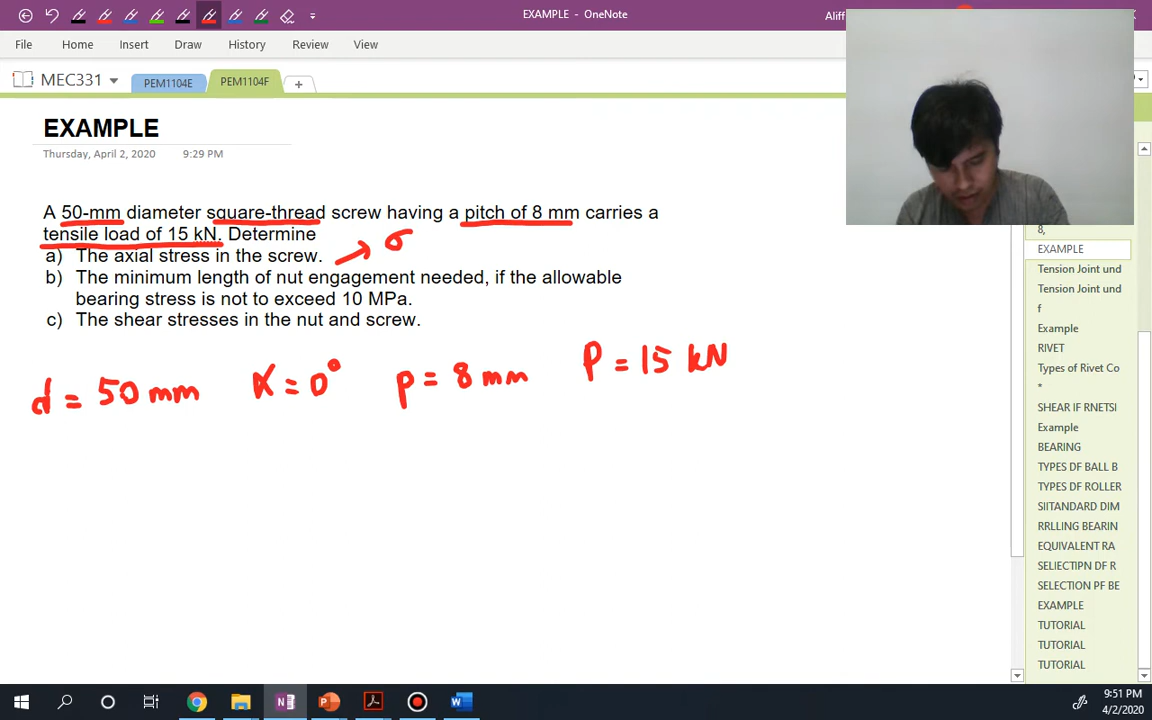 EXAMPLE - OneNote
Aliff
File Home Insert Draw History Review View
MEC331
PEM1104E
PEM1104F
EXAMPLE
Thursday, April 2, 2020 9:29 PM
A 50-mm diameter square-thread screw having a pitch of 8 mm carries a
tensile load of 15 kN. Determine
a) The axial stress in the screw. → σ
b) The minimum length of nut engagement needed, if the allowable
bearing stress is not to exceed 10 MPa.
c) The shear stresses in the nut and screw.
d = 50 mm α = 0° p = 8 mm P = 15 kN
8,
EXAMPLE
Tension Joint und
Tension Joint und
f
Example
RIVET
Types of Rivet Co
*
SHEAR IF RNETSI
Example
BEARING
TYPES DF BALL B
TYPES DF ROLLER
SIITANDARD DIM
RRLLING BEARIN
EQUIVALENT RA
SELIECTIPN DF R
SELECTION PF BE
EXAMPLE
TUTORIAL
TUTORIAL
TUTORIAL
9:51 PM
4/2/2020